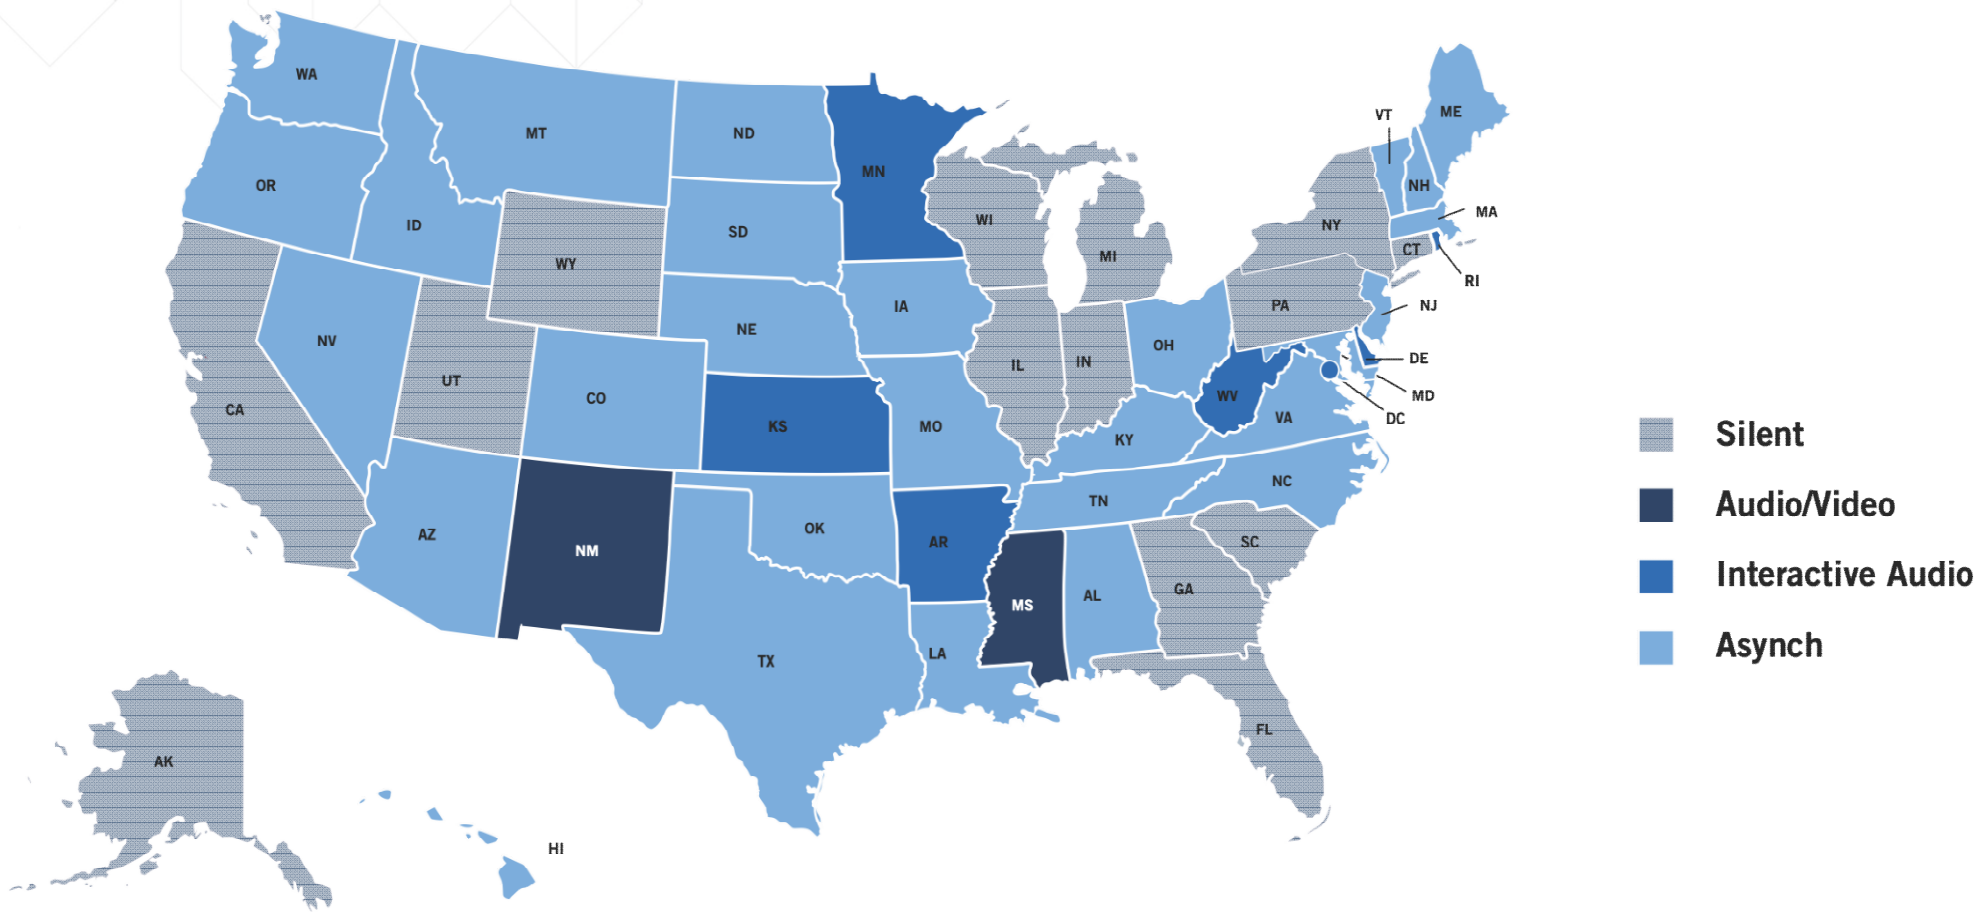 WA
ME
VT
MT
ND
MN
OR
NH
MA
WI
NY
ID
SD
CT
MI
WY
RI
IA
PA
NJ
NE
NV
OH
DE
IL
IN
UT
WV
MD
CO
CA
VA
DC
KS
MO
KY
Silent
NC
TN
Audio/Video
OK
AZ
AR
SC
NM
Interactive Audio
GA
AL
MS
Asynch
LA
TX
FL
AK
HI